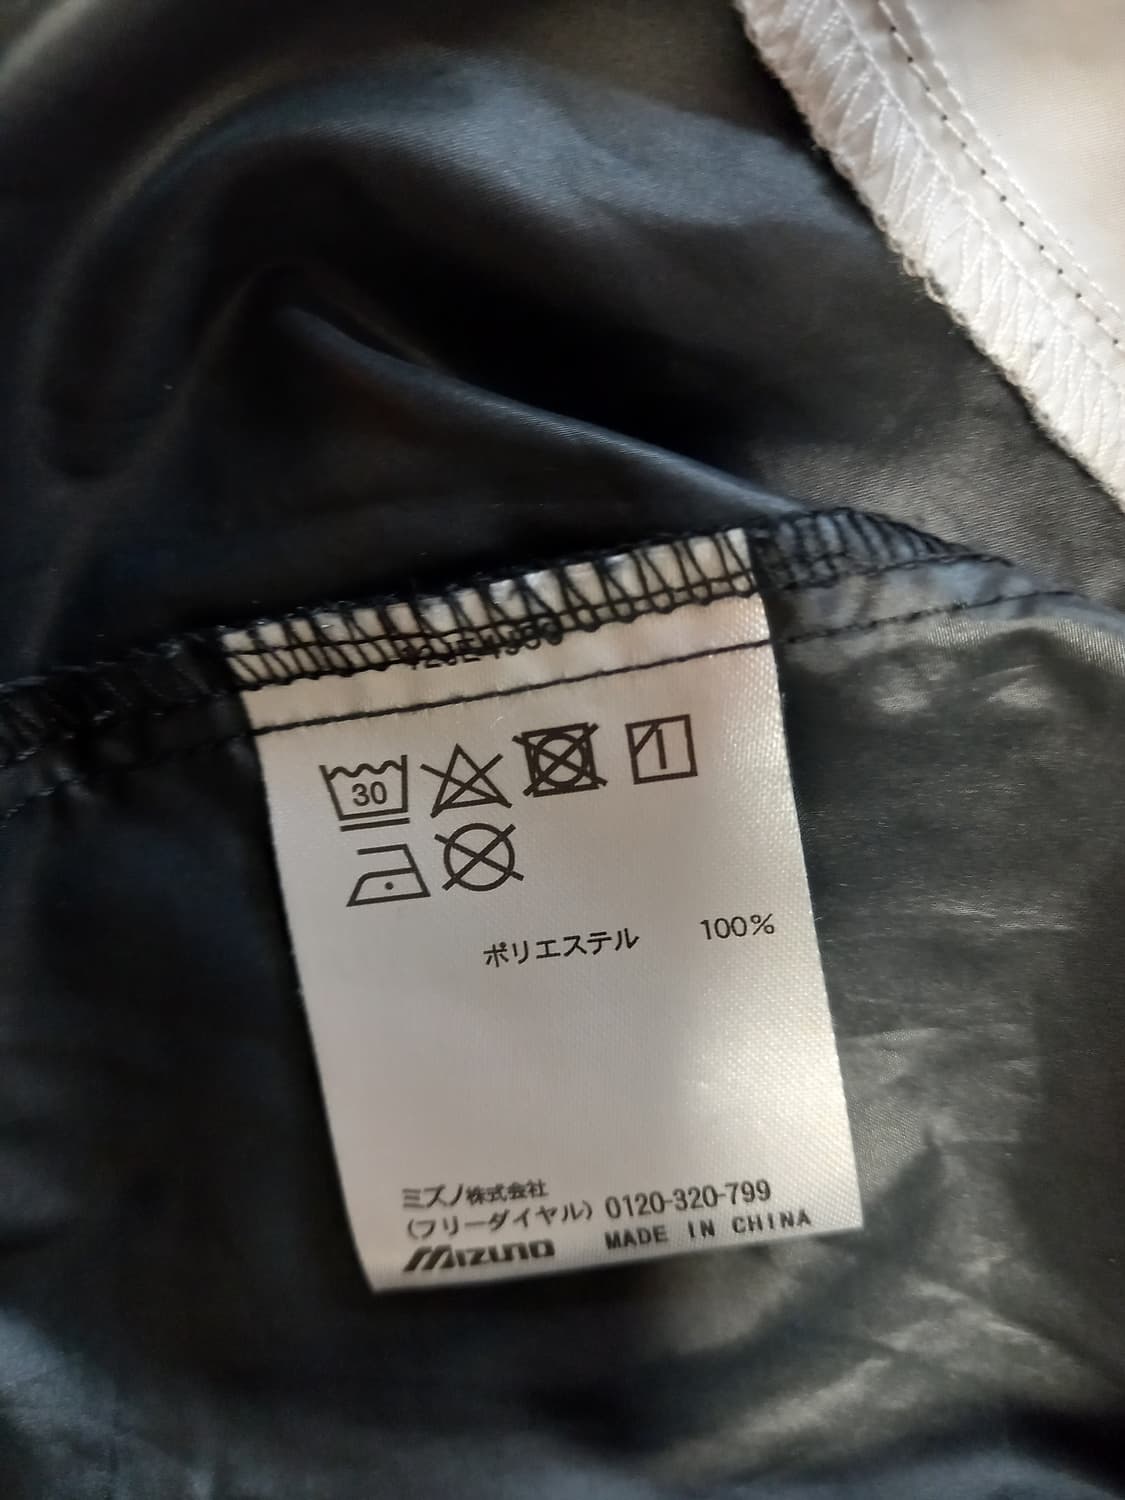 30
ポリエステル 100%
ミズノ株式会社
(フリーダイヤル) 0120-320-799
MIZUNO MADE IN CHINA